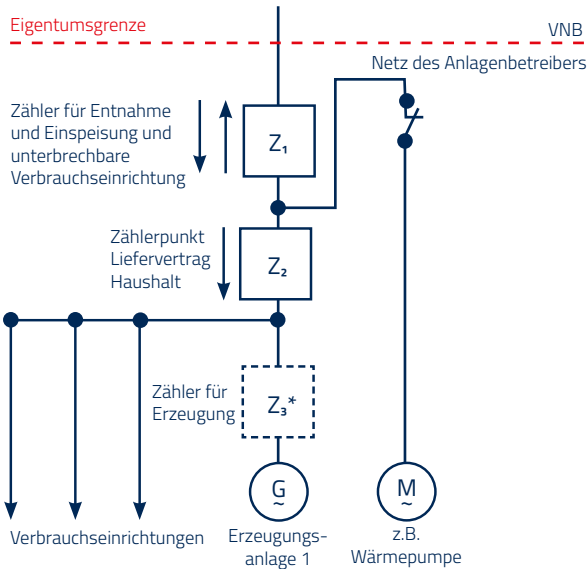 Eigentumsgrenze
VNB
Netz des Anlagenbetreibers
Zähler für Entnahme
und Einspeisung und
unterbrechbare
Verbrauchseinrichtung
Z₁
Zählerpunkt
Liefervertrag
Haushalt
Z₂
Zähler für
Erzeugung
Z₃*
G
~
M
~
Verbrauchseinrichtungen
Erzeugungs-
anlage 1
z.B.
Wärmepumpe